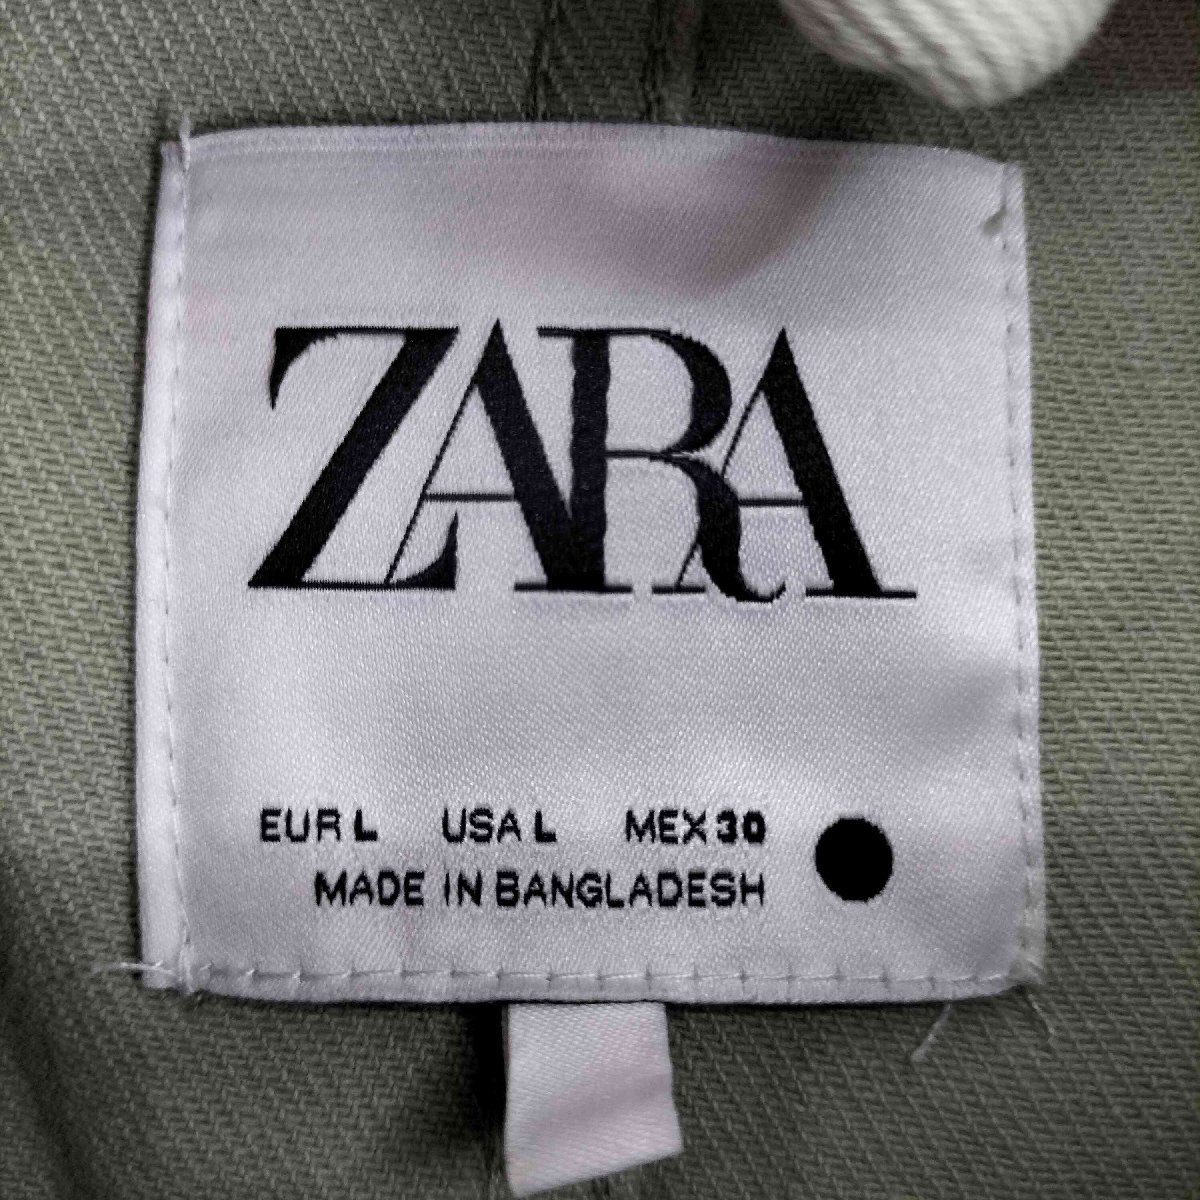 ZARA
EUR L USA L MEX 30
MADE IN BANGLADESH